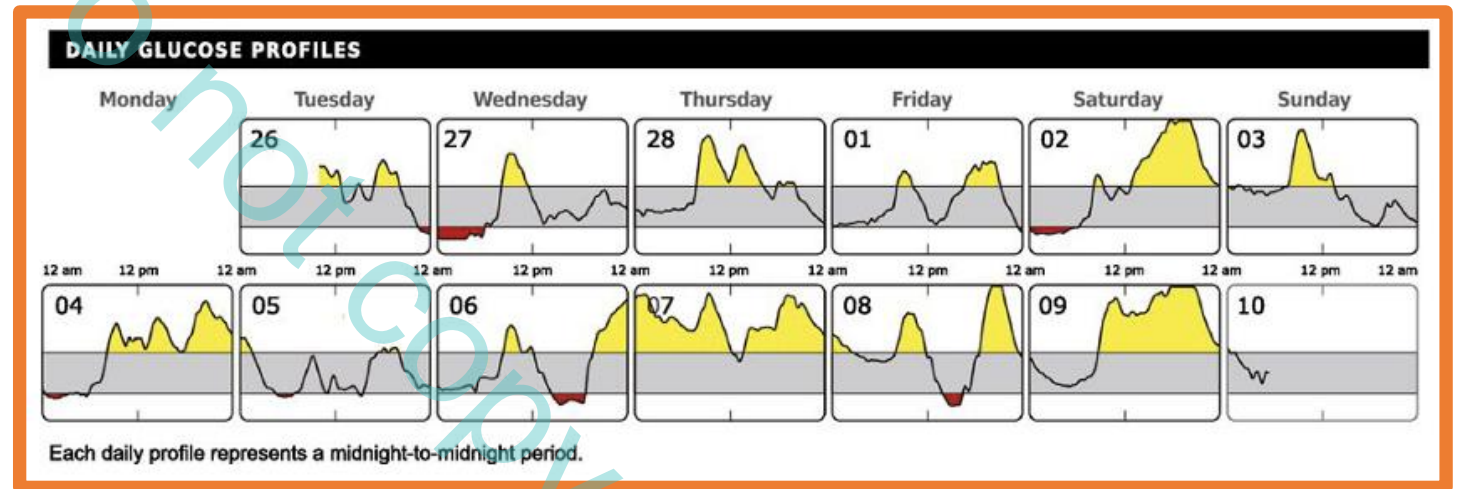 DAILY GLUCOSE PROFILES
Monday Tuesday Wednesday Thursday Friday Saturday Sunday
26 27 28 01 02 03
12 am 12 pm 12 am 12 pm 12 am 12 pm 12 am 12 pm 12 am 12 pm 12 am 12 pm 12 am 12 pm 12 am
04 05 06 07 08 09 10
Each daily profile represents a midnight-to-midnight period.
o not copy